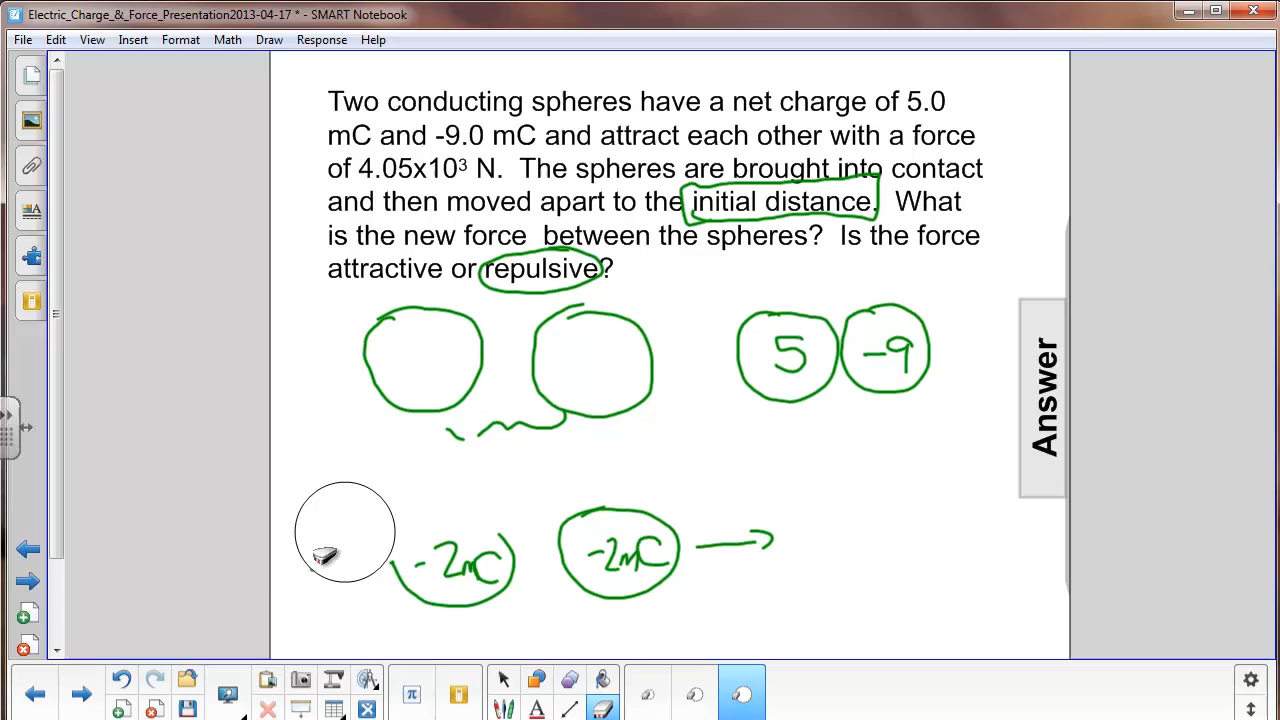 Electric_Charge_&_Force_Presentation2013-04-17 * - SMART Notebook
File Edit View Insert Format Math Draw Response Help
Two conducting spheres have a net charge of 5.0
mC and -9.0 mC and attract each other with a force
of 4.05x10³ N. The spheres are brought into contact
and then moved apart to the initial distance. What
is the new force between the spheres? Is the force
attractive or repulsive?
5 -9
Answer
-2mC -2mC
π
A